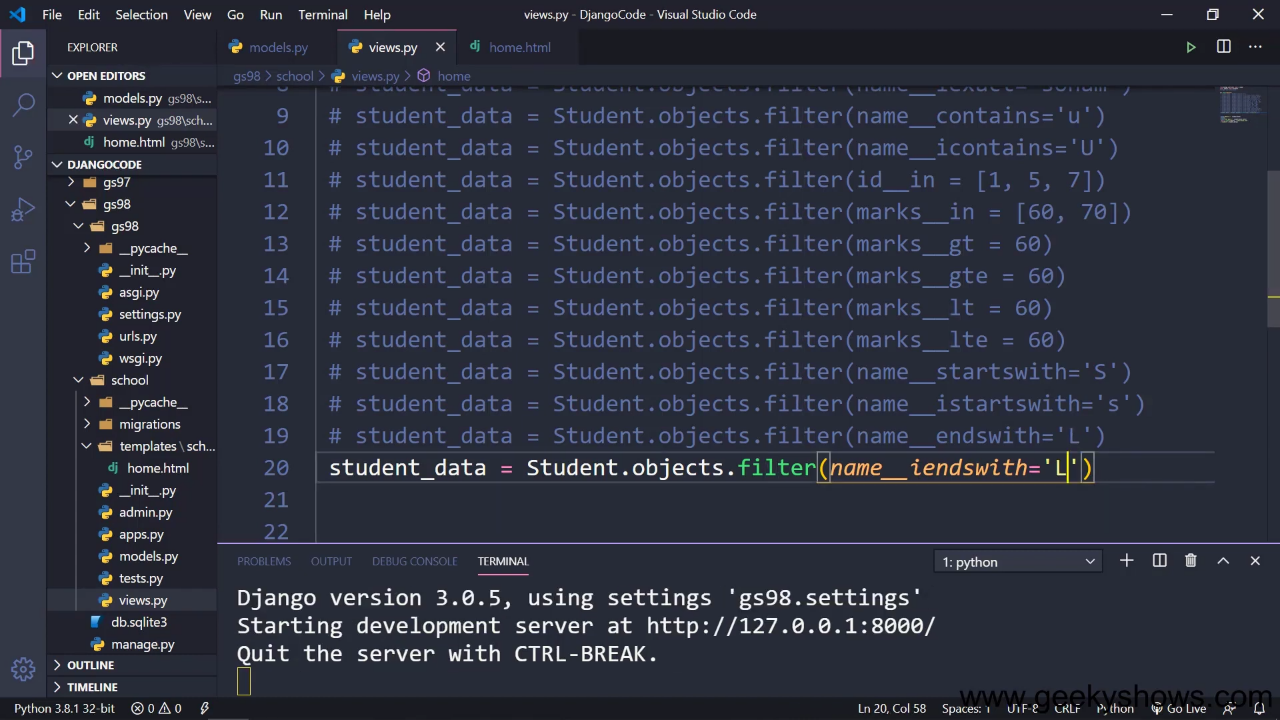 File Edit Selection View Go Run Terminal Help
views.py - DjangoCode - Visual Studio Code
EXPLORER
models.py
views.py
home.html
OPEN EDITORS
models.py gs98\s...
views.py gs98\sch...
home.html gs98\s...
DJANGOCODE
gs97
gs98
gs98
__pycache__
__init__.py
asgi.py
settings.py
urls.py
wsgi.py
school
__pycache__
migrations
templates \ sch...
home.html
__init__.py
admin.py
apps.py
models.py
tests.py
views.py
db.sqlite3
manage.py
OUTLINE
TIMELINE
gs98 > school > views.py > home
9 # student_data = Student.objects.filter(name__contains='u')
10 # student_data = Student.objects.filter(name__icontains='U')
11 # student_data = Student.objects.filter(id__in = [1, 5, 7])
12 # student_data = Student.objects.filter(marks__in = [60, 70])
13 # student_data = Student.objects.filter(marks__gt = 60)
14 # student_data = Student.objects.filter(marks__gte = 60)
15 # student_data = Student.objects.filter(marks__lt = 60)
16 # student_data = Student.objects.filter(marks__lte = 60)
17 # student_data = Student.objects.filter(name__startswith='S')
18 # student_data = Student.objects.filter(name__istartswith='s')
19 # student_data = Student.objects.filter(name__endswith='L')
20 student_data = Student.objects.filter(name__iendswith='L')
21
22
PROBLEMS OUTPUT DEBUG CONSOLE TERMINAL
1: python
Django version 3.0.5, using settings 'gs98.settings'
Starting development server at http://127.0.0.1:8000/
Quit the server with CTRL-BREAK.
www.geekyshows.com
Python 3.8.1 32-bit 0 0 Ln 20, Col 58 Spaces: 1 UTF-8 CRLF Python Go Live